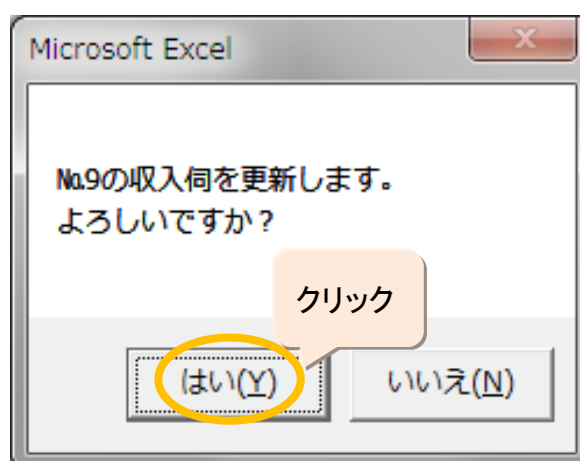 Microsoft Excel
№9の収入伺を更新します。
よろしいですか？
クリック
はい(Y)
いいえ(N)